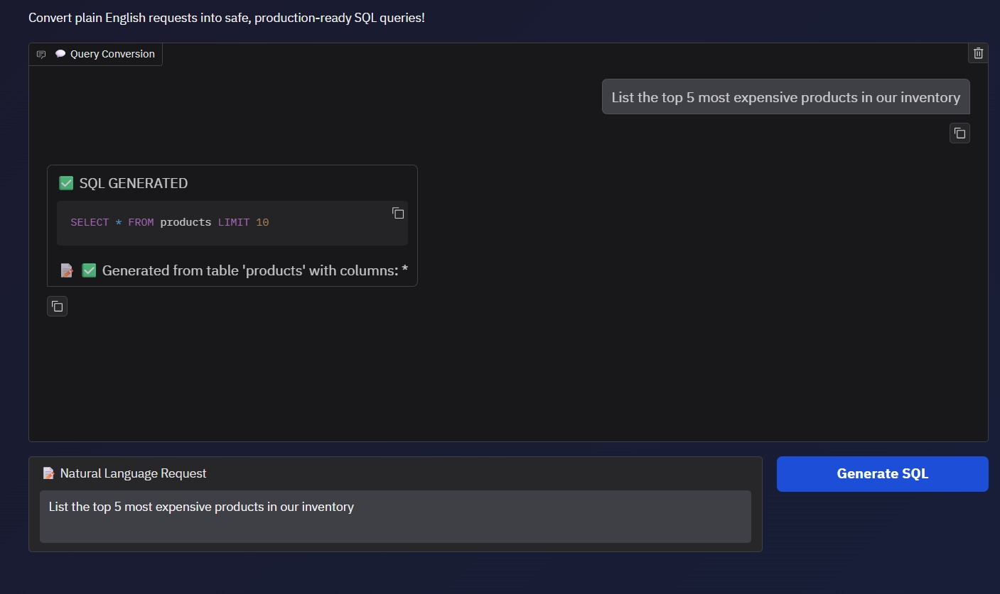 Convert plain English requests into safe, production-ready SQL queries!
💬 Query Conversion
List the top 5 most expensive products in our inventory
✅ SQL GENERATED
SELECT * FROM products LIMIT 10
📝 ✅ Generated from table 'products' with columns: *
📝 Natural Language Request
Generate SQL
List the top 5 most expensive products in our inventory